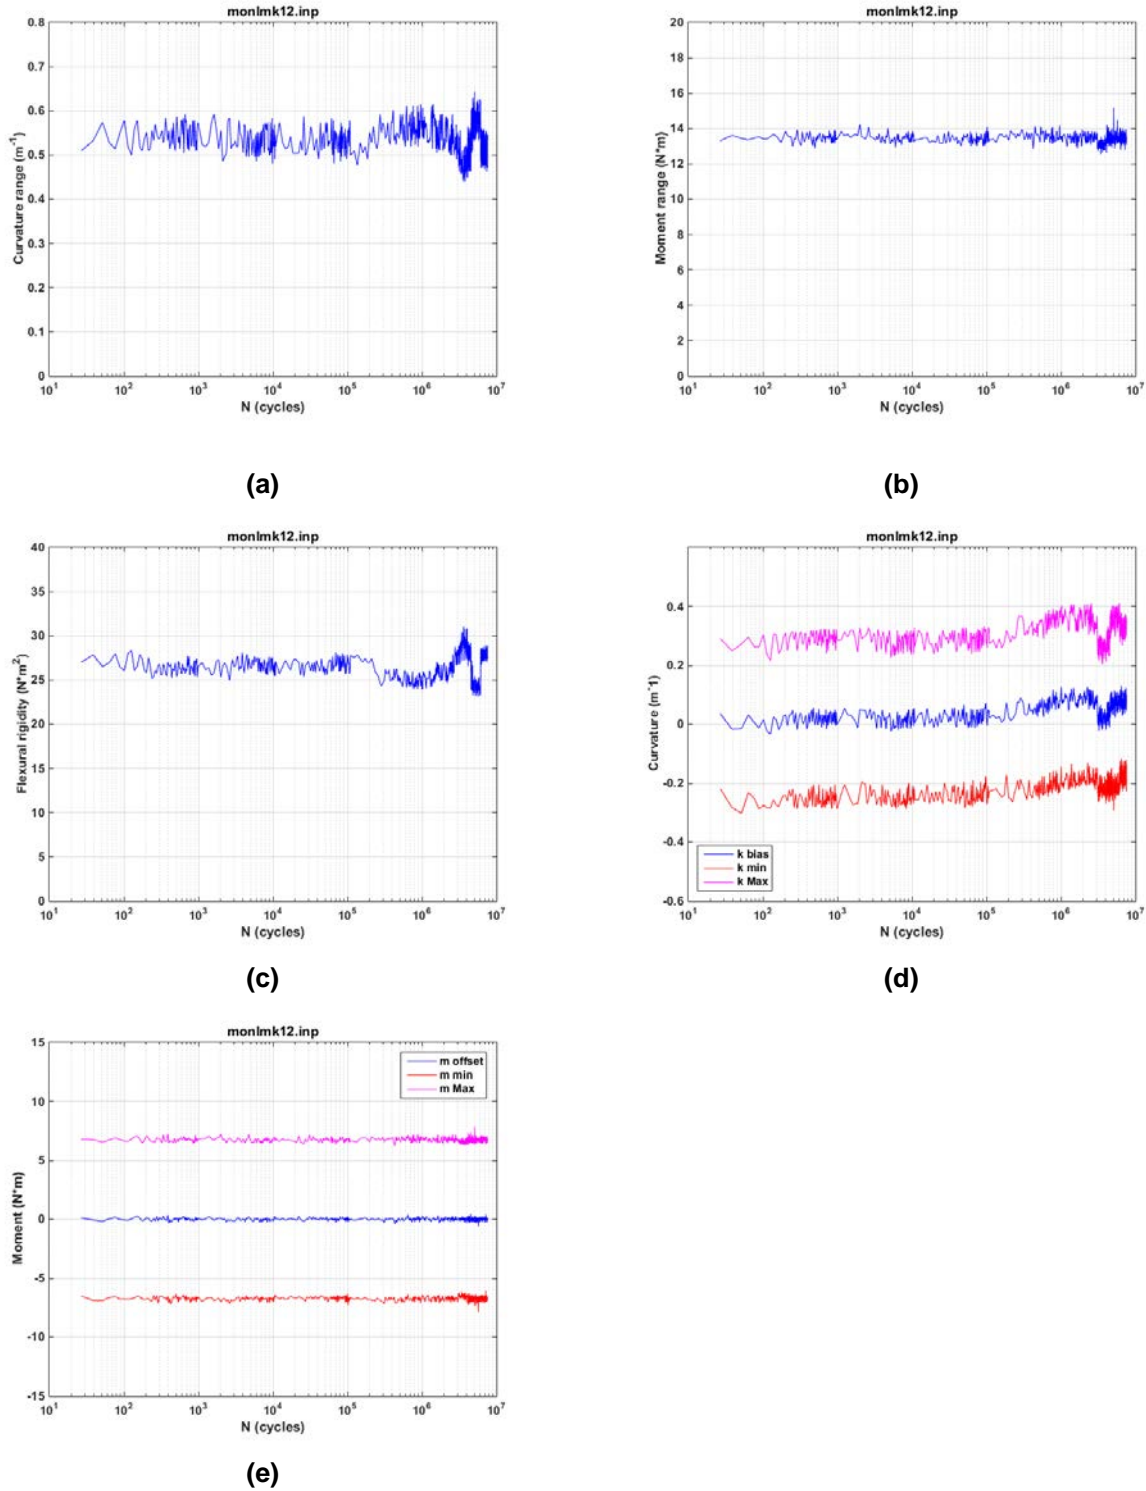 monlmk12.inp
Curvature range (m⁻¹)
0.8
0.7
0.6
0.5
0.4
0.3
0.2
0.1
0
10¹ 10² 10³ 10⁴ 10⁵ 10⁶ 10⁷
N (cycles)
(a)
monlmk12.inp
Moment range (N*m)
20
18
16
14
12
10
8
6
4
2
0
10¹ 10² 10³ 10⁴ 10⁵ 10⁶ 10⁷
N (cycles)
(b)
monlmk12.inp
Flexural rigidity (N*m²)
40
35
30
25
20
15
10
5
0
10¹ 10² 10³ 10⁴ 10⁵ 10⁶ 10⁷
N (cycles)
(c)
monlmk12.inp
Curvature (m⁻1)
0.4
0.2
0
-0.2
-0.4
-0.6
k bias
k min
k Max
10¹ 10² 10³ 10⁴ 10⁵ 10⁶ 10⁷
N (cycles)
(d)
monlmk12.inp
Moment (N*m)
15
10
5
0
-5
-10
-15
m offset
m min
m Max
10¹ 10² 10³ 10⁴ 10⁵ 10⁶ 10⁷
N (cycles)
(e)